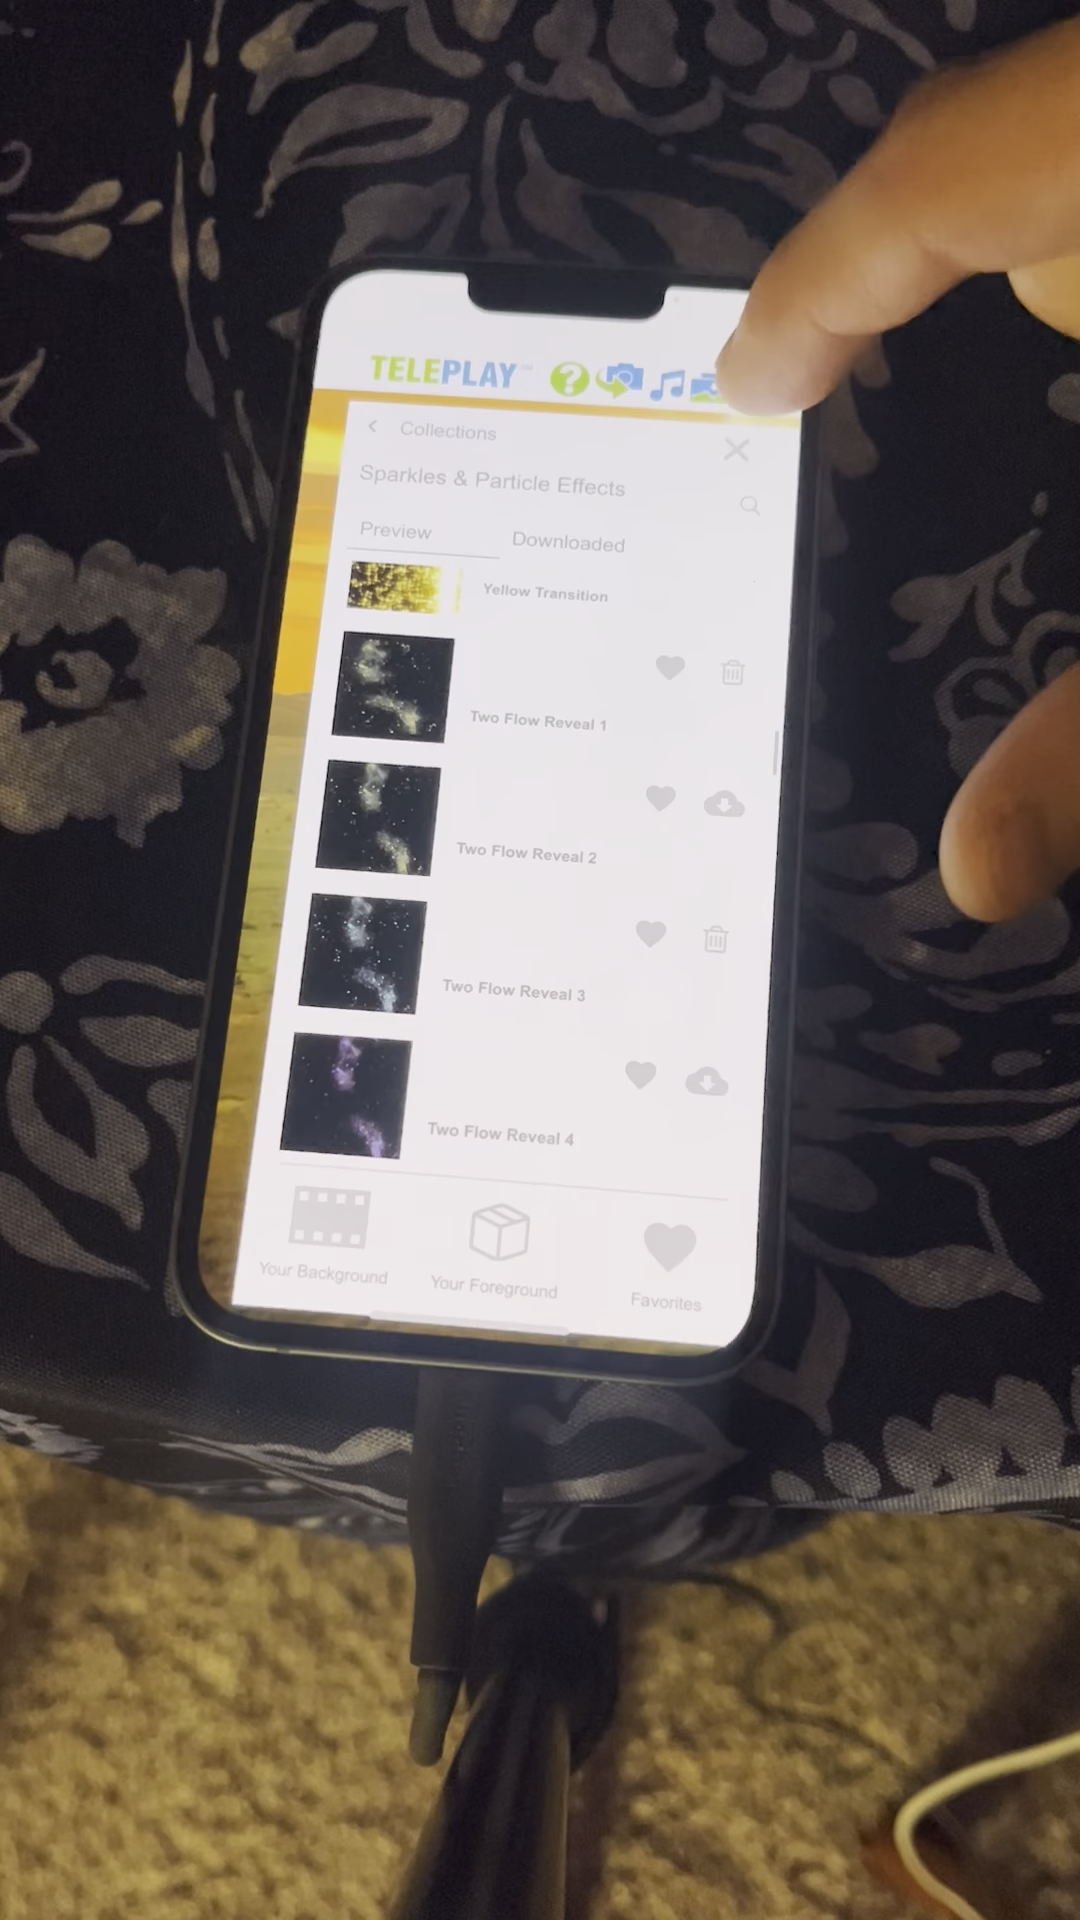 TELEPLAY
Collections
Sparkles & Particle Effects
Preview
Downloaded
Yellow Transition
Two Flow Reveal 1
Two Flow Reveal 2
Two Flow Reveal 3
Two Flow Reveal 4
Your Background
Your Foreground
Favorites